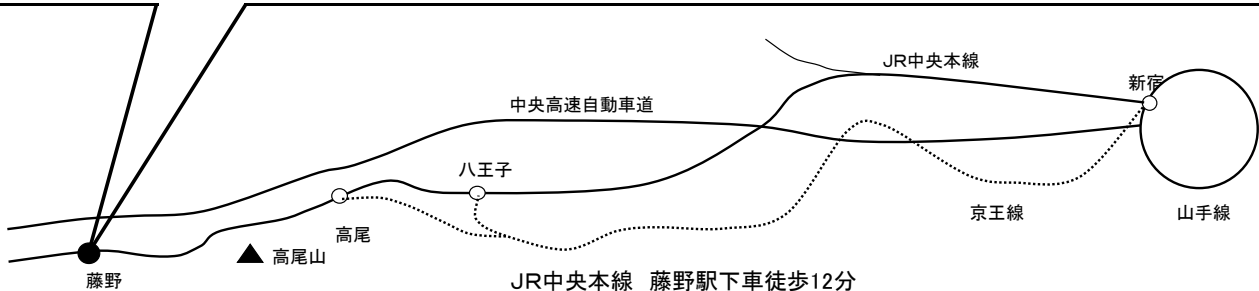 JR中央本線
新宿
中央高速自動車道
八王子
京王線
山手線
高尾
高尾山
藤野
JR中央本線 藤野駅下車徒歩12分